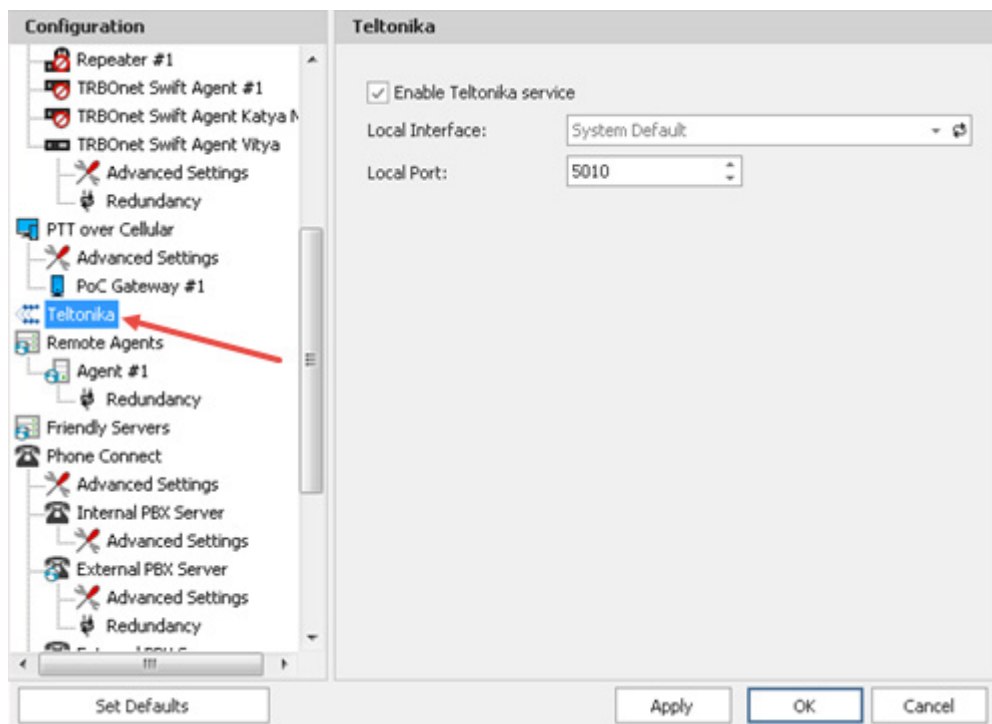 Configuration
Repeater #1
TRBOnet Swift Agent #1
TRBOnet Swift Agent Katya
TRBOnet Swift Agent Vitya
Advanced Settings
Redundancy
PTT over Cellular
Advanced Settings
PoC Gateway #1
Teltonika
Remote Agents
Agent #1
Redundancy
Friendly Servers
Phone Connect
Advanced Settings
Internal PBX Server
Advanced Settings
External PBX Server
Advanced Settings
Redundancy
Set Defaults
Teltonika
Enable Teltonika service
Local Interface:
System Default
Local Port:
5010
Apply
OK
Cancel